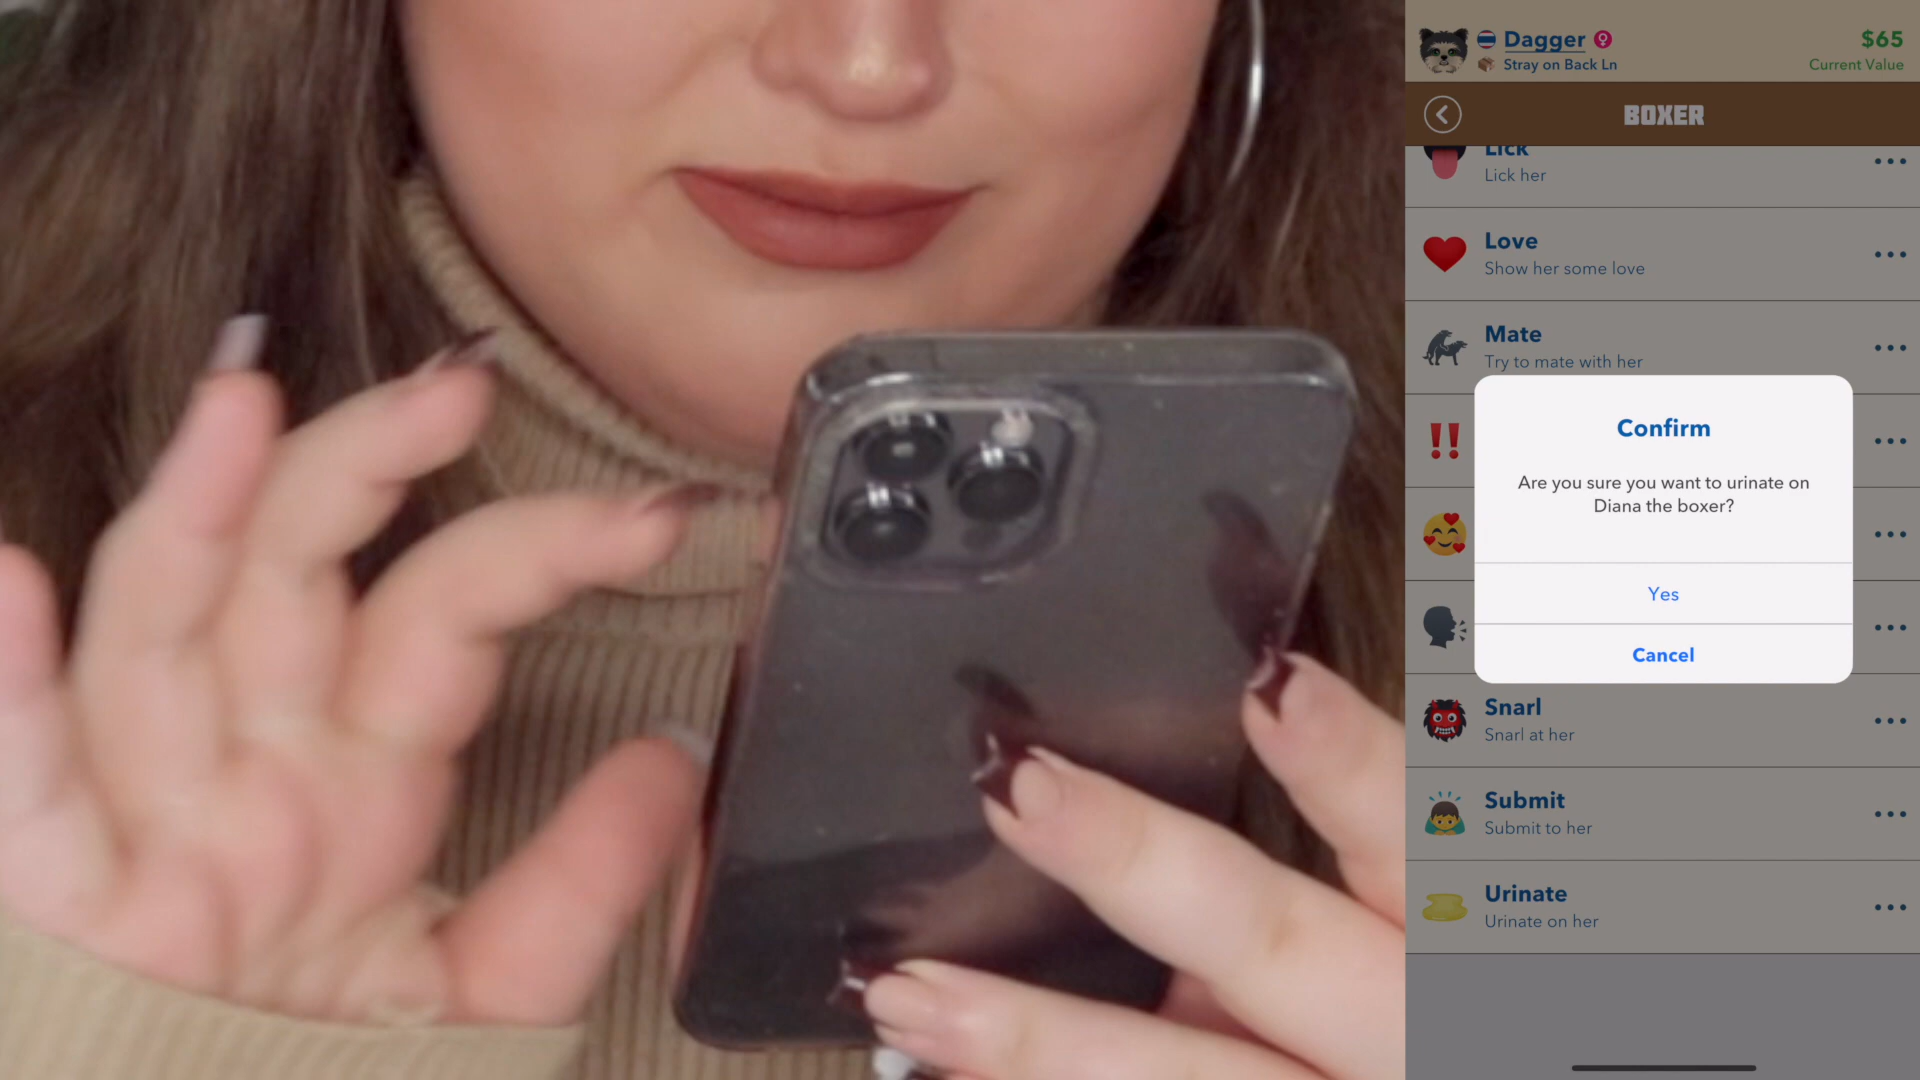 Dagger
$65
Stray on Back Ln
Current Value
BOXER
Lick
Lick her
Love
Show her some love
Mate
Try to mate with her
Confirm
Are you sure you want to urinate on
Diana the boxer?
Yes
Cancel
Snarl
Snarl at her
Submit
Submit to her
Urinate
Urinate on her